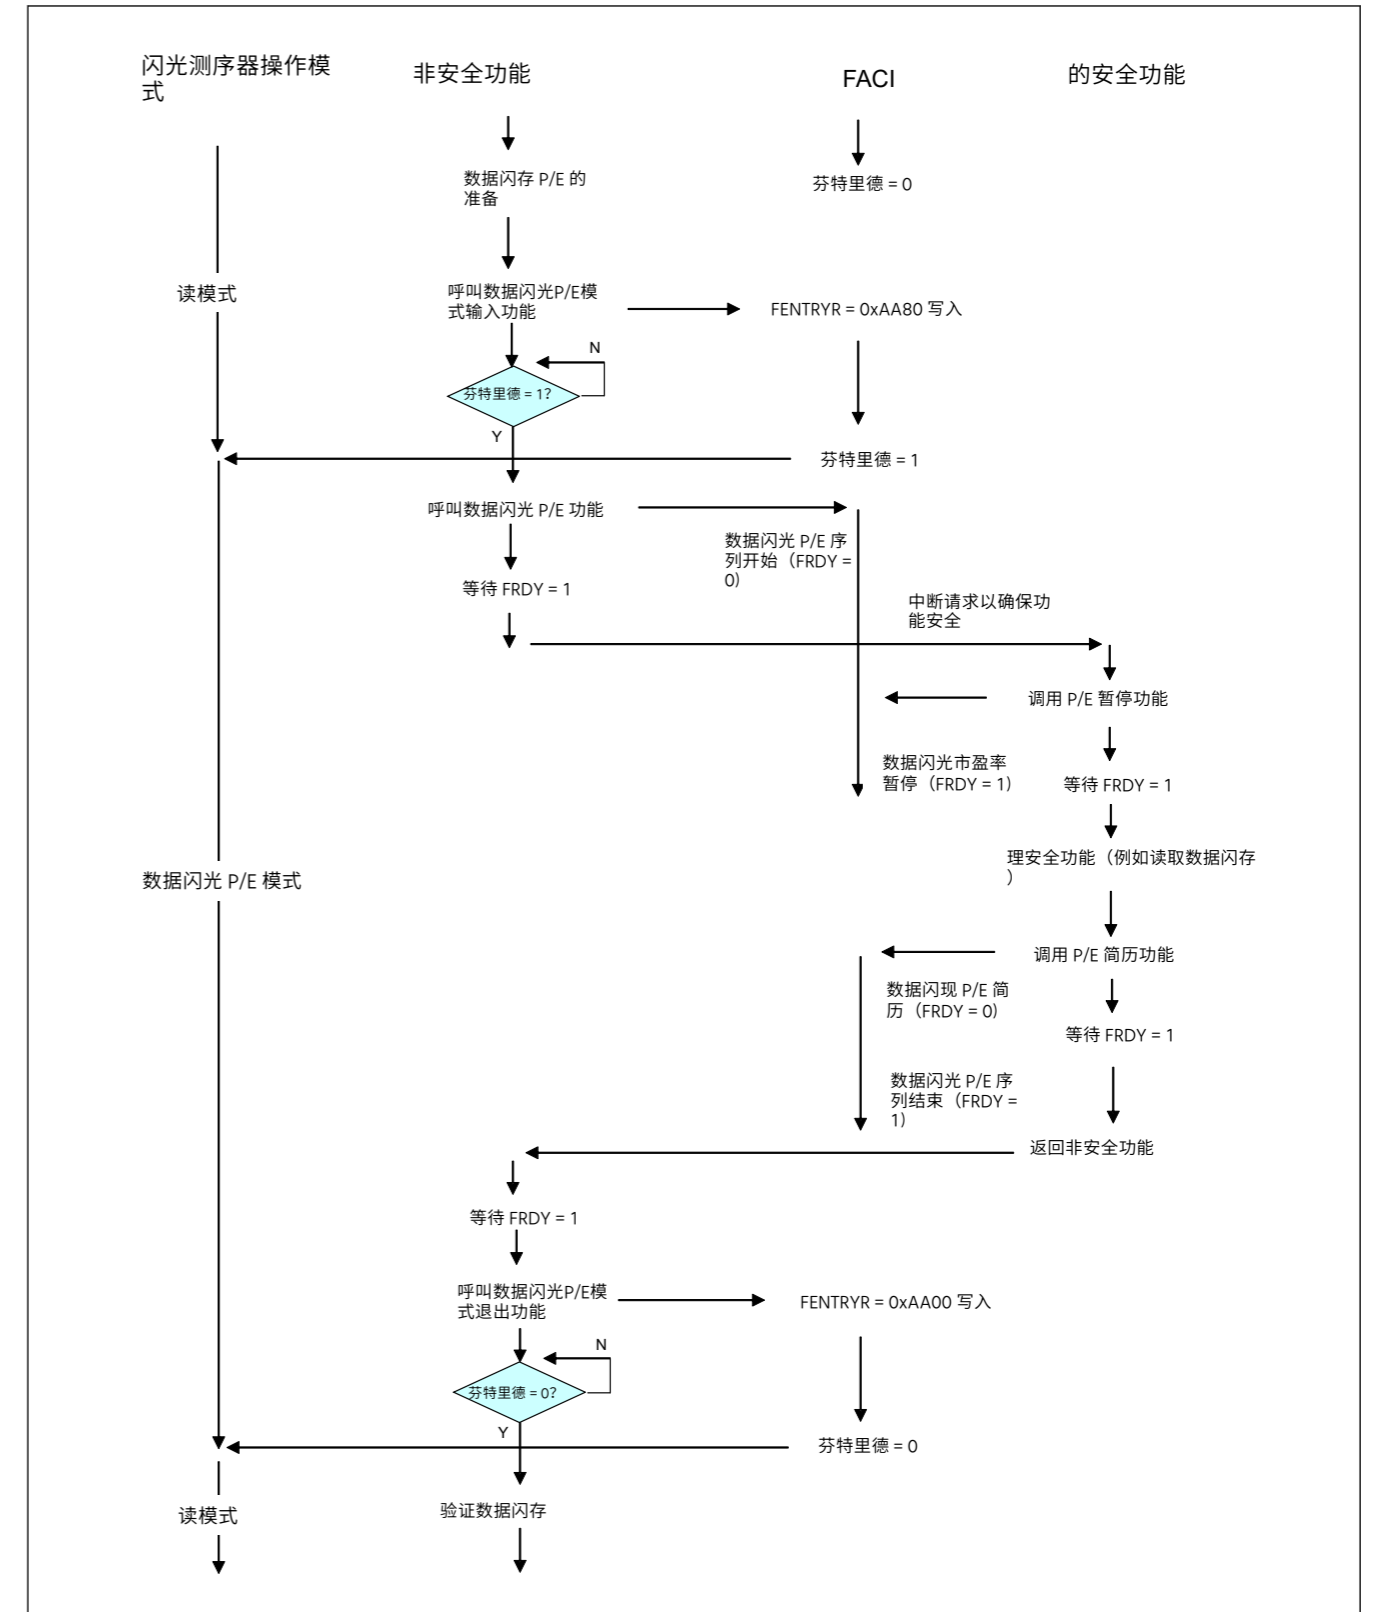 闪光测序器操作模
式
非安全功能
FACI
的安全功能
数据闪存 P/E 的
准备
芬特里德 = 0
读模式
呼叫数据闪光P/E模
式输入功能
FENTRYR = 0xAA80 写入
N
芬特里德 = 1?
Y
芬特里德 = 1
呼叫数据闪光 P/E 功能
数据闪光 P/E 序
列开始（FRDY =
0)
等待 FRDY = 1
中断请求以确保功
能安全
调用 P/E 暂停功能
数据闪光市盈率
暂停（FRDY = 1)
等待 FRDY = 1
理安全功能（例如读取数据闪存
）
数据闪光 P/E 模式
调用 P/E 简历功能
数据闪现 P/E 简
历（FRDY = 0)
等待 FRDY = 1
数据闪光 P/E 序
列结束（FRDY =
1)
返回非安全功能
等待 FRDY = 1
呼叫数据闪光P/E模
式退出功能
FENTRYR = 0xAA00 写入
N
芬特里德 = 0?
Y
芬特里德 = 0
读模式
验证数据闪存